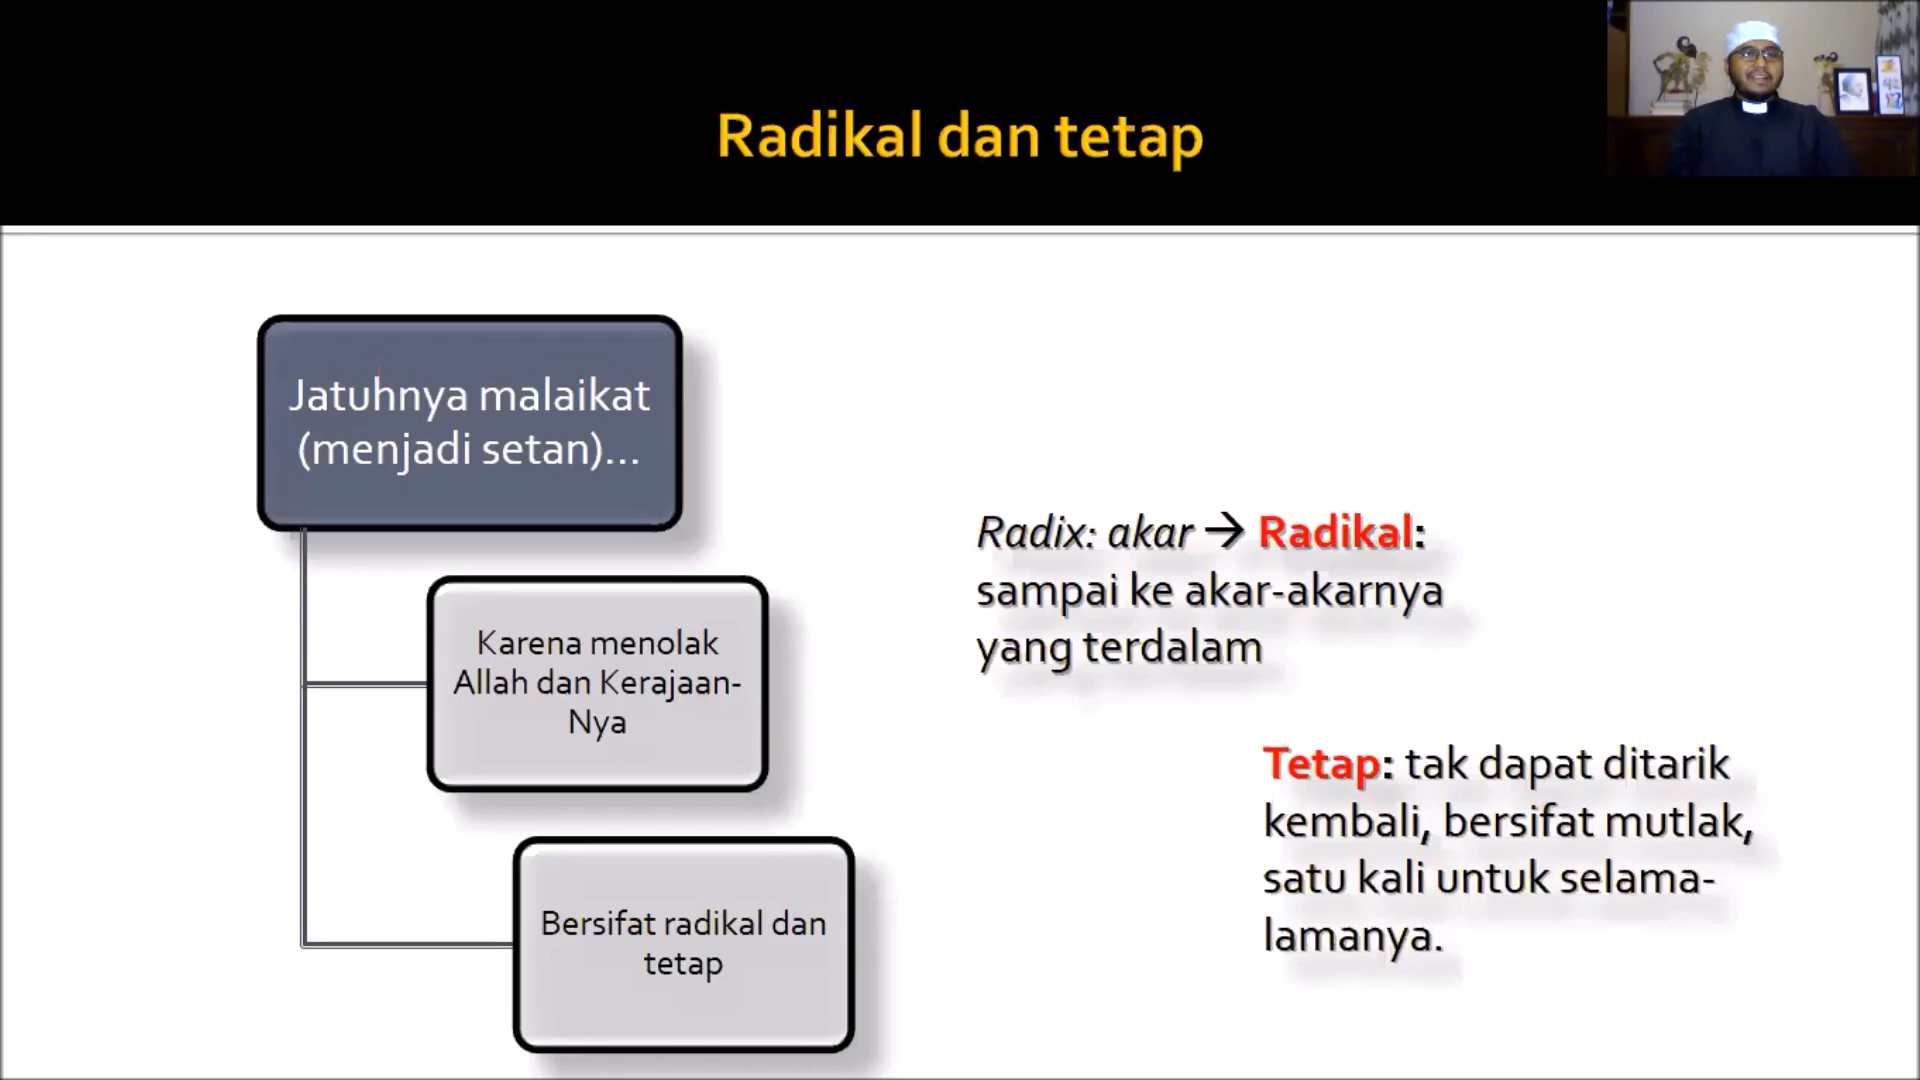 Radikal dan tetap
Jatuhnya malaikat
(menjadi setan)...
Karena menolak
Allah dan Kerajaan-
Nya
Bersifat radikal dan
tetap
Radix: akar → Radikal:
sampai ke akar-akarnya
yang terdalam
Tetap: tak dapat ditarik
kembali, bersifat mutlak,
satu kali untuk selama-
lamanya.